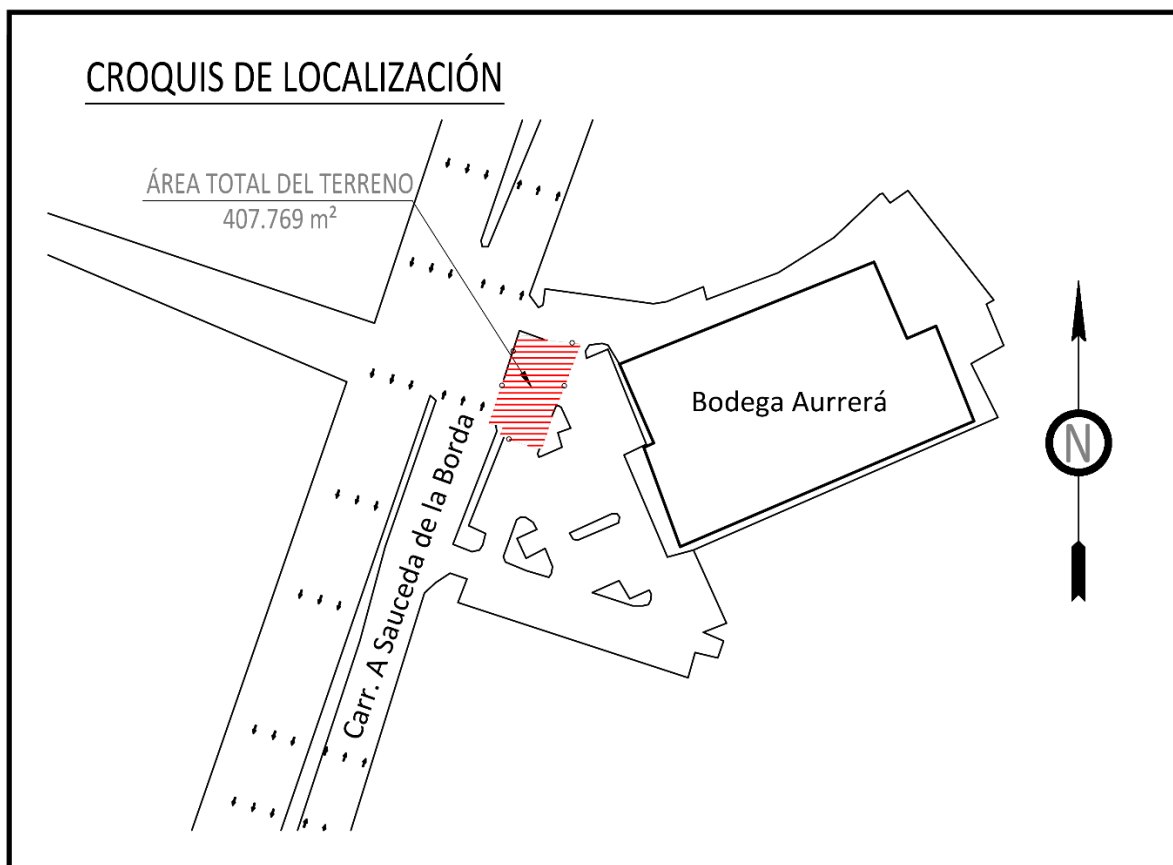 CROQUIS DE LOCALIZACIÓN
ÁREA TOTAL DEL TERRENO
407.769 m²
Bodega Aurrerá
N
Carr. A Sauceda de la Borda